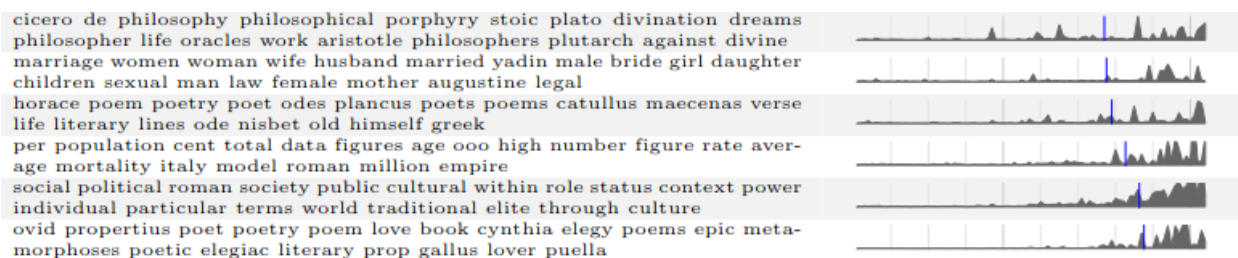 cicero de philosophy philosophical porphyry stoic plato divination dreams
philosopher life oracles work aristotle philosophers plutarch against divine
marriage women woman wife husband married yadin male bride girl daughter
children sexual man law female mother augustine legal
horace poem poetry poet odes plancus poets poems catullus maecenas verse
life literary lines ode nisbet old himself greek
per population cent total data figures age ooo high number figure rate aver-
age mortality italy model roman million empire
social political roman society public cultural within role status context power
individual particular terms world traditional elite through culture
ovid propertius poet poetry poem love book cynthia elegy poems epic meta-
morphoses poetic elegiac literary prop gallus lover puella